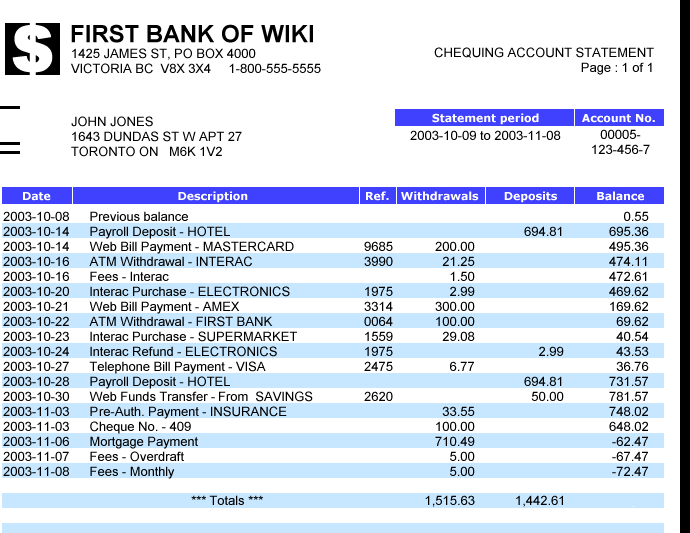 $
FIRST BANK OF WIKI
1425 JAMES ST, PO BOX 4000
VICTORIA BC V8X 3X4 1-800-555-5555
CHEQUING ACCOUNT STATEMENT
Page : 1 of 1
JOHN JONES
1643 DUNDAS ST W APT 27
TORONTO ON M6K 1V2
Statement period Account No.
2003-10-09 to 2003-11-08 00005-
123-456-7
Date Description Ref. Withdrawals Deposits Balance
2003-10-08 Previous balance 0.55
2003-10-14 Payroll Deposit - HOTEL 694.81 695.36
2003-10-14 Web Bill Payment - MASTERCARD 9685 200.00 495.36
2003-10-16 ATM Withdrawal - INTERAC 3990 21.25 474.11
2003-10-16 Fees - Interac 1.50 472.61
2003-10-20 Interac Purchase - ELECTRONICS 1975 2.99 469.62
2003-10-21 Web Bill Payment - AMEX 3314 300.00 169.62
2003-10-22 ATM Withdrawal - FIRST BANK 0064 100.00 69.62
2003-10-23 Interac Purchase - SUPERMARKET 1559 29.08 40.54
2003-10-24 Interac Refund - ELECTRONICS 1975 2.99 43.53
2003-10-27 Telephone Bill Payment - VISA 2475 6.77 36.76
2003-10-28 Payroll Deposit - HOTEL 694.81 731.57
2003-10-30 Web Funds Transfer - From SAVINGS 2620 50.00 781.57
2003-11-03 Pre-Auth. Payment - INSURANCE 33.55 748.02
2003-11-03 Cheque No. - 409 100.00 648.02
2003-11-06 Mortgage Payment 710.49 -62.47
2003-11-07 Fees - Overdraft 5.00 -67.47
2003-11-08 Fees - Monthly 5.00 -72.47
*** Totals *** 1,515.63 1,442.61